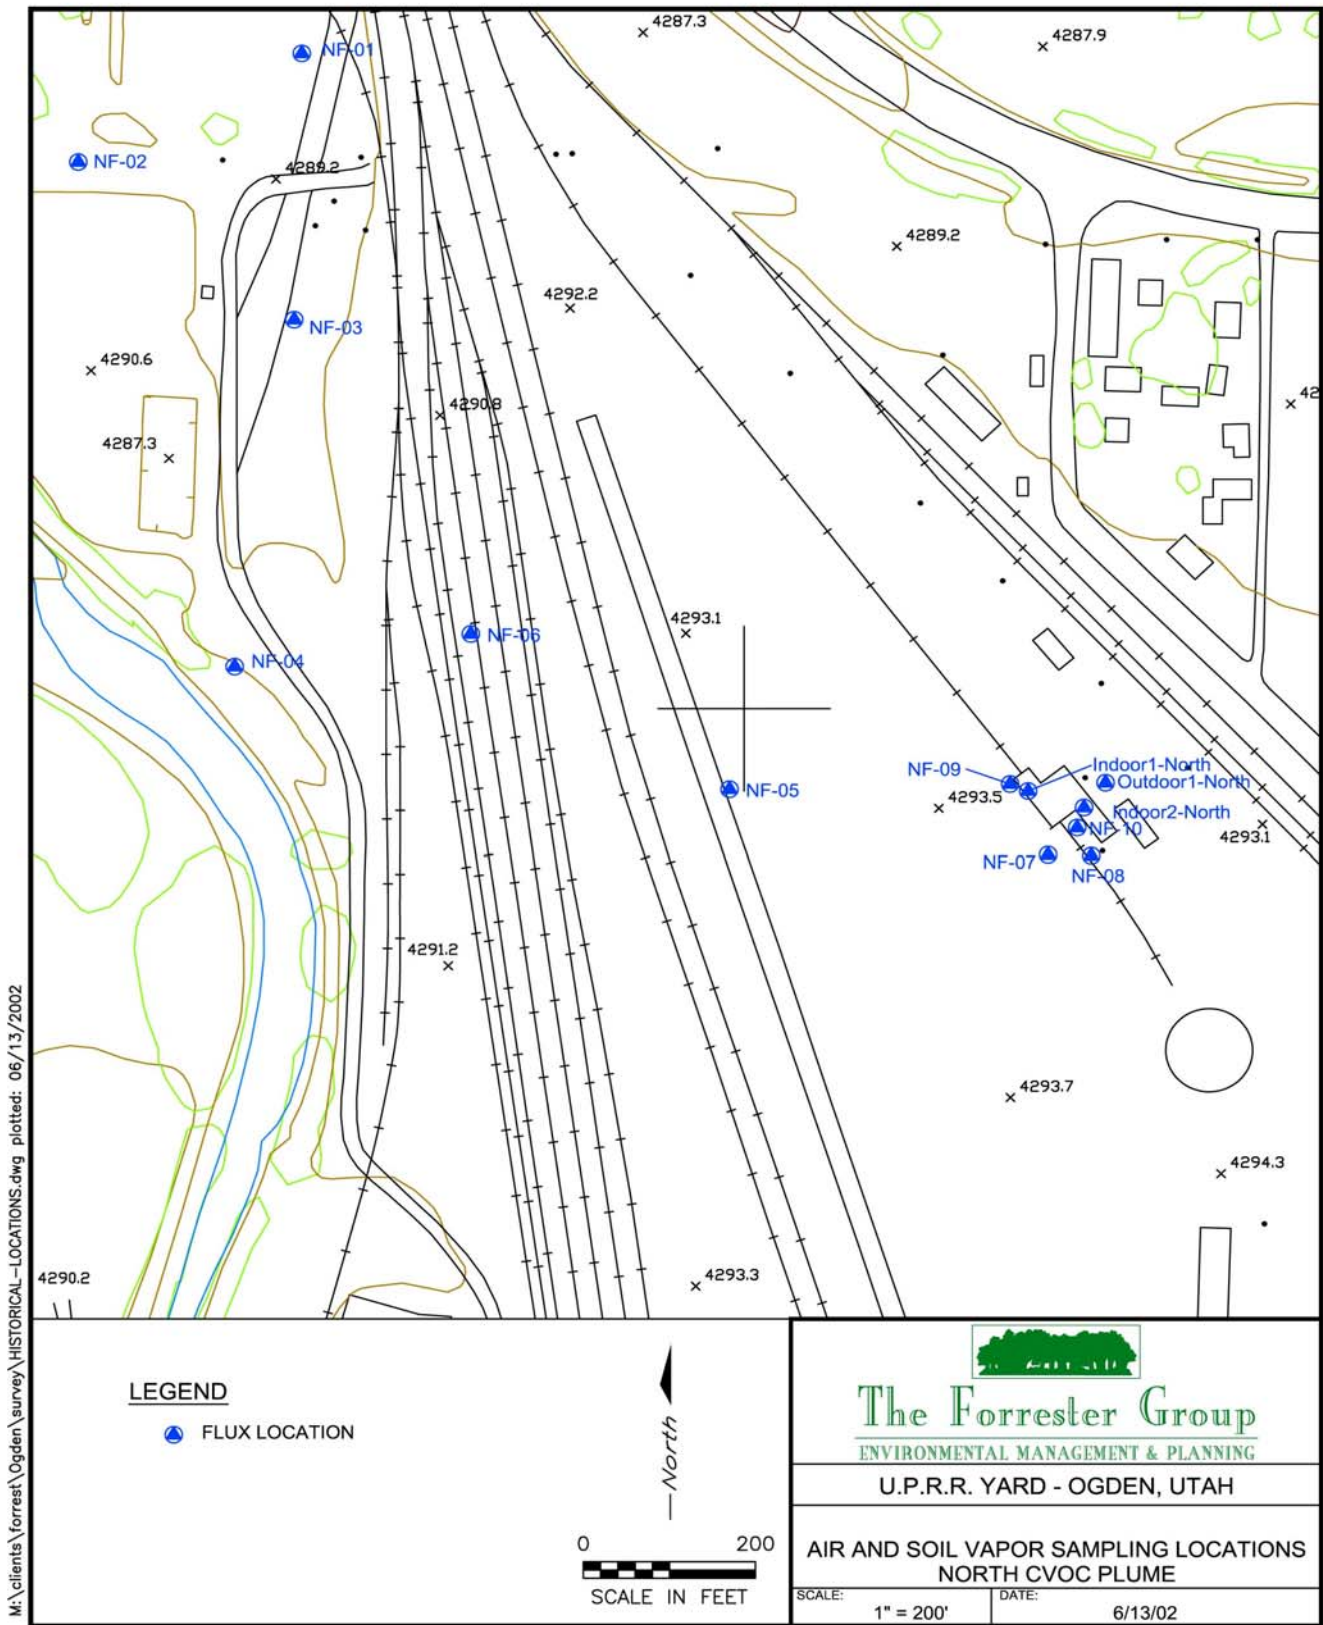 4287.3
4287.9
NF-01
NF-02
4289.2
4289.2
4292.2
NF-03
4290.6
42
4290.8
4287.3
4293.1
NF-06
NF-04
Indoor1-North
NF-09
Outdoor1-North
NF-05
4293.5
Indoor2-North
NF-10
4293.1
NF-07
NF-08
4291.2
4293.7
4294.3
4290.2
4293.3
M:\clients\forrest\Ogden\survey\HISTORICAL-LOCATIONS.dwg plotted: 06/13/2002
LEGEND
FLUX LOCATION
North
0 200
SCALE IN FEET
The Forrester Group
ENVIRONMENTAL MANAGEMENT & PLANNING
U.P.R.R. YARD - OGDEN, UTAH
AIR AND SOIL VAPOR SAMPLING LOCATIONS
NORTH CVOC PLUME
SCALE: 1" = 200'
DATE: 6/13/02